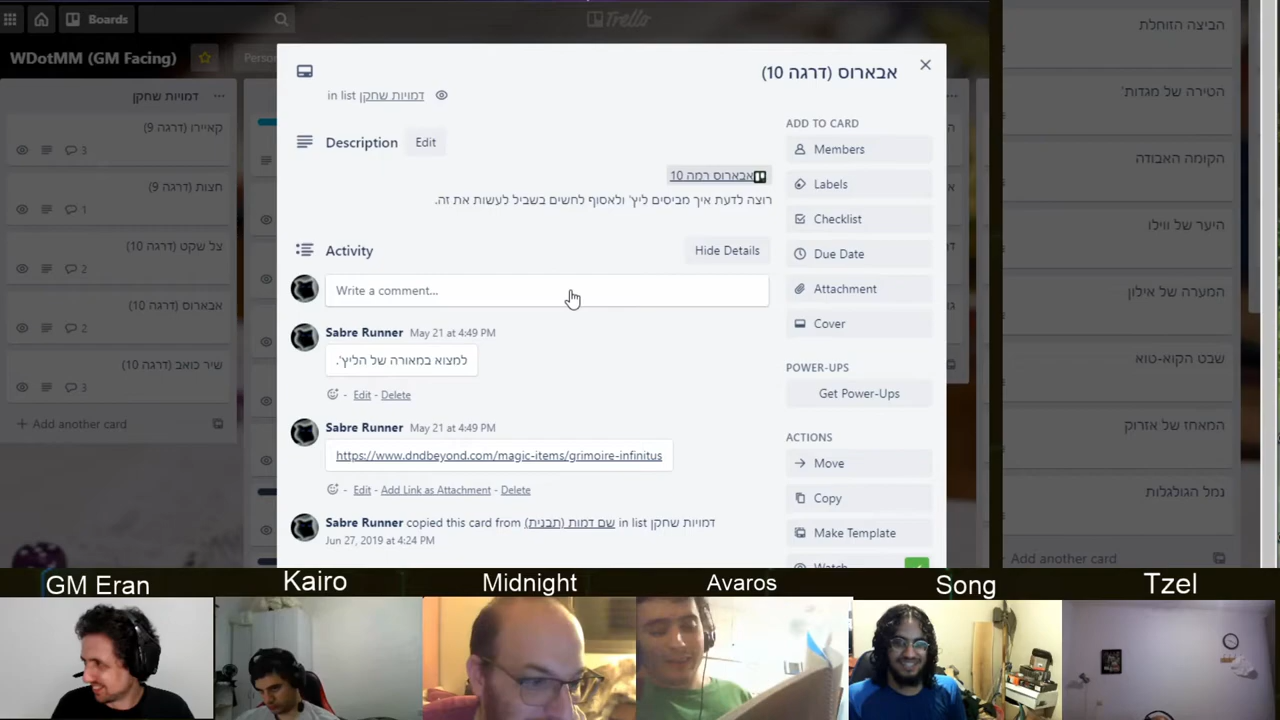 Boards
Trello
WDotMM (GM Facing)
דמויות שחקן
קאיירו (דרגה 9)
3
חצות (דרגה 9)
1
צל שקט (דרגה 10)
2
אבארוס (דרגה 10)
2
שיר כואב (דרגה 10)
3
+ Add another card
אבארוס (דרגה 10)
in list דמויות שחקן
Description
Edit
אבארוס רמה 10
רוצה לדעת איך מביסים ליץ' ולאסוף לחשים בשביל לעשות את זה.
Activity
Hide Details
Write a comment...
Sabre Runner May 21 at 4:49 PM
למצוא במאורה של הליץ'.
- Edit - Delete
Sabre Runner May 21 at 4:49 PM
https://www.dndbeyond.com/magic-items/grimoire-infinitus
- Edit - Add Link as Attachment - Delete
Sabre Runner copied this card from שם דמות (תבנית) in list דמויות שחקן
Jun 27, 2019 at 4:24 PM
ADD TO CARD
Members
Labels
Checklist
Due Date
Attachment
Cover
POWER-UPS
Get Power-Ups
ACTIONS
Move
Copy
Make Template
Watch
הביצה הזוחלת
הטירה של מגדות'
הקומה האבודה
היער של ווילו
המערה של אילון
שבט הקוא-טוא
המאחז של אזרוק
נמל הגולגלות
Add another card
GM Eran
Kairo
Midnight
Avaros
Song
Tzel